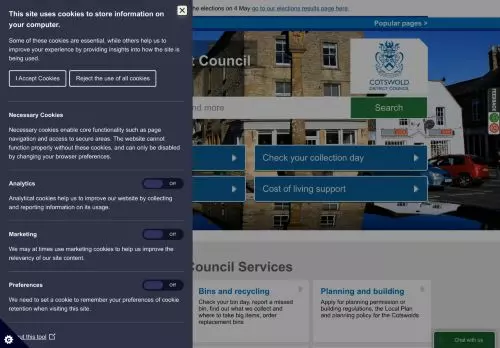 This site uses cookies to store information on
your computer.
Some of these cookies are essential, while others help us to
improve your experience by providing insights into how the site is
being used.
I Accept Cookies
Reject the use of all cookies
Necessary Cookies
Necessary cookies enable core functionality such as page
navigation and access to secure areas. The website cannot
function properly without these cookies, and can only be disabled
by changing your browser preferences.
Analytics
Off
Analytical cookies help us to improve our website by collecting
and reporting information on its usage.
Marketing
Off
We may at times use marketing cookies to help us improve the
relevancy of our site content.
Preferences
Off
We need to set a cookie to remember your preferences of cookie
retention when visiting this site.
this tool
the elections on 4 May go to our elections results page here.
Popular pages >
t Council
COTSWOLD
DISTRICT COUNCIL
nd more
Search
Check your collection day
Cost of living support
Council Services
Bins and recycling
Check your bin day, report a missed
bin, find out what we collect and
where to take big items, order
replacement bins
Planning and building
Apply for planning permission or
building regulations, the Local Plan
and planning policy for the Cotswolds
Chat with us